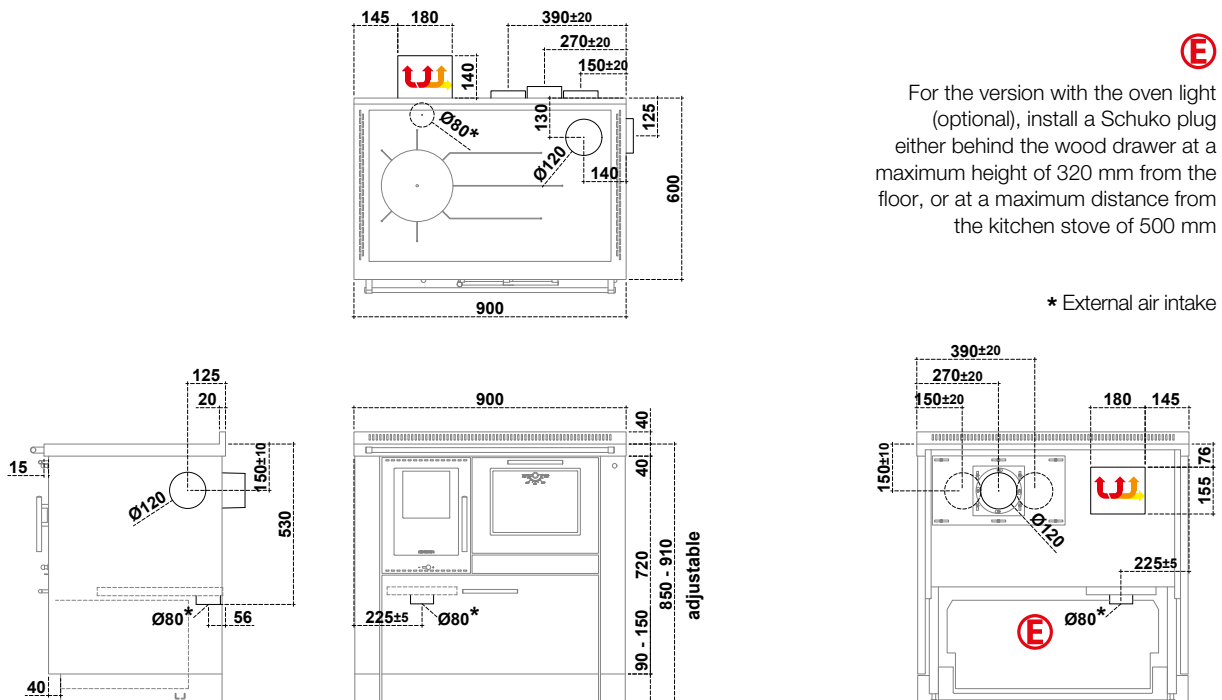 145 180 390±20
270±20
140 150±20
Ø80* 130 125
Ø120
140
600
900
E
For the version with the oven light
(optional), install a Schuko plug
either behind the wood drawer at a
maximum height of 320 mm from the
floor, or at a maximum distance from
the kitchen stove of 500 mm
* External air intake
125
20
15
150±10
Ø120
530
Ø80* 56
40
900
40
40
720
850 - 910
adjustable
225±5 Ø80*
90 - 150
390±20
270±20
150±20 180 145
150±10
76
155
Ø120
225±5
Ø80*
E